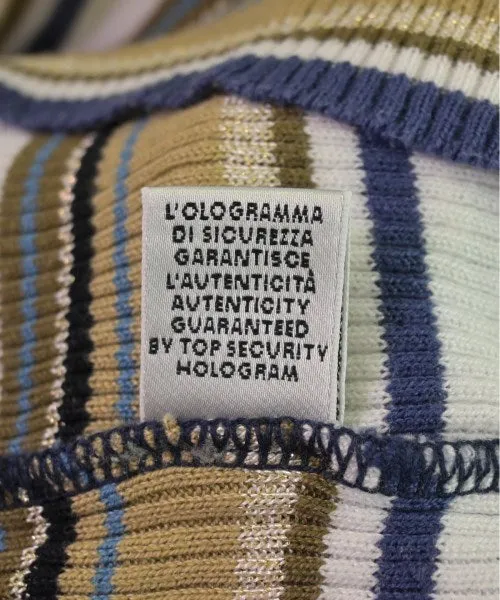 L'OLOGRAMMA
DI SICUREZZA
GARANTISCE
L'AUTENTICITÀ
AUTENTICITY
GUARANTEED
BY TOP SECURITY
HOLOGRAM